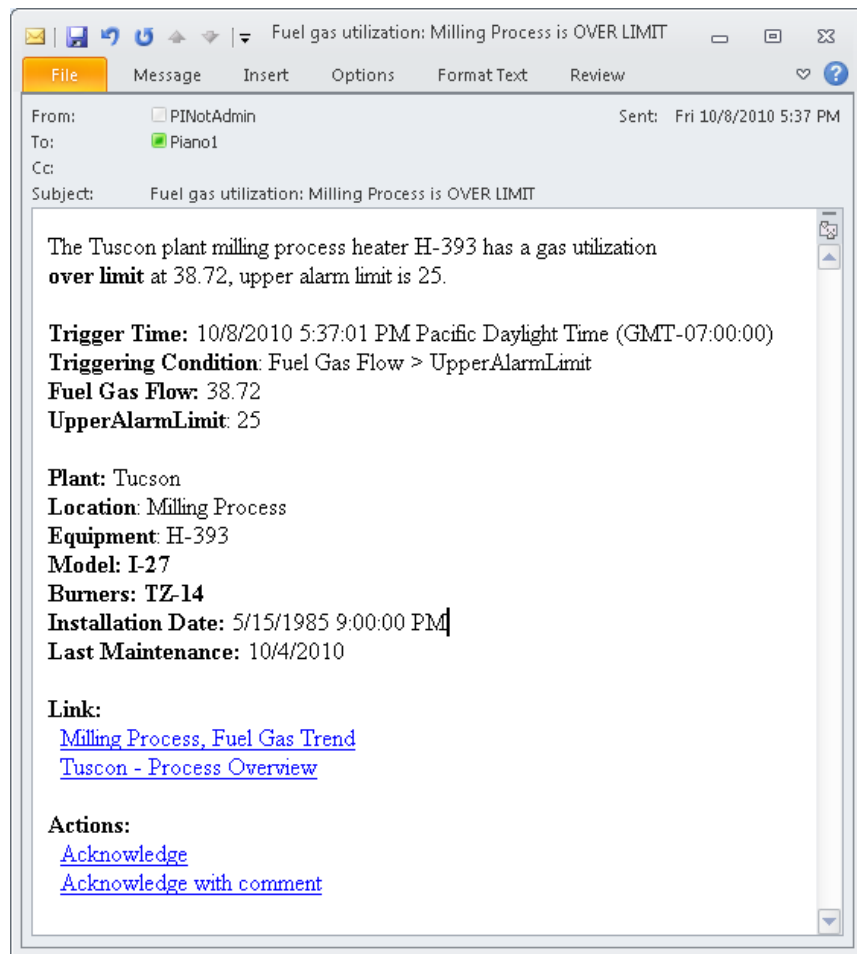 Fuel gas utilization: Milling Process is OVER LIMIT
File Message Insert Options Format Text Review
From: PINotAdmin Sent: Fri 10/8/2010 5:37 PM
To: Piano1
Cc:
Subject: Fuel gas utilization: Milling Process is OVER LIMIT
The Tuscon plant milling process heater H-393 has a gas utilization
over limit at 38.72, upper alarm limit is 25.
Trigger Time: 10/8/2010 5:37:01 PM Pacific Daylight Time (GMT-07:00:00)
Triggering Condition: Fuel Gas Flow > UpperAlarmLimit
Fuel Gas Flow: 38.72
UpperAlarmLimit: 25
Plant: Tucson
Location: Milling Process
Equipment: H-393
Model: I-27
Burners: TZ-14
Installation Date: 5/15/1985 9:00:00 PM
Last Maintenance: 10/4/2010
Link:
Milling Process, Fuel Gas Trend
Tuscon - Process Overview
Actions:
Acknowledge
Acknowledge with comment